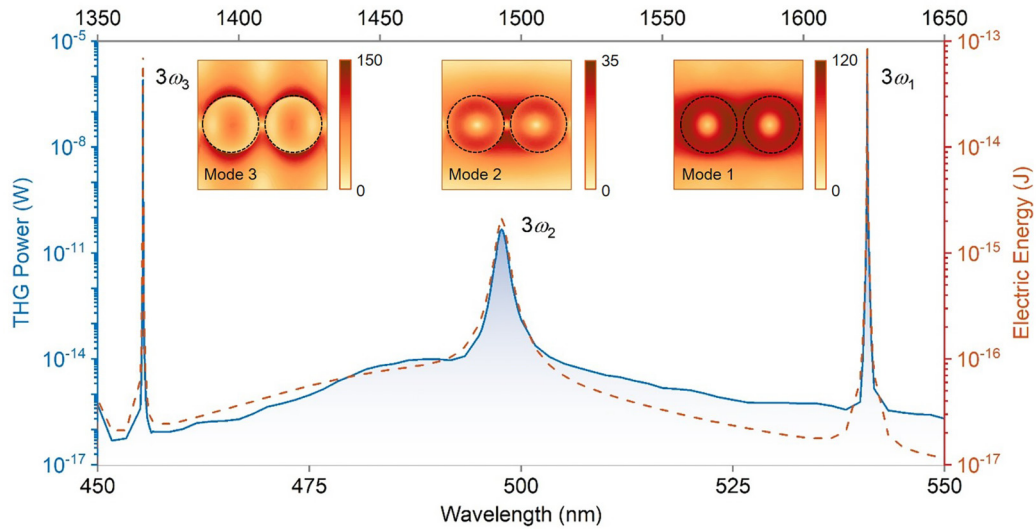 1350 1400 1450 1500 1550 1600 1650
10⁻⁵
10⁻⁸
10⁻¹¹
10⁻¹⁴
10⁻¹⁷
THG Power (W)
3ω₃
Mode 3
150
0
Mode 2
35
0
3ω₂
Mode 1
120
0
3ω₁
10⁻¹³
10⁻¹⁴
10⁻¹⁵
10⁻¹⁶
10⁻¹⁷
Electric Energy (J)
450 475 500 525 550
Wavelength (nm)